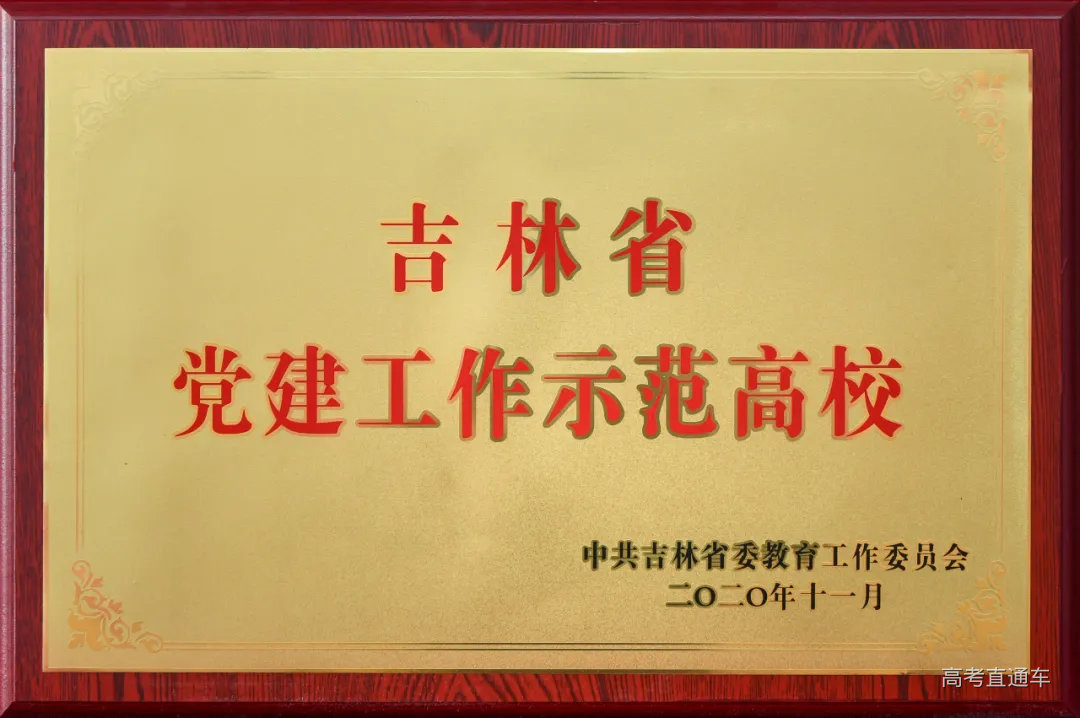 吉林省
党建工作示范高校
中共吉林省委教育工作委员会
二〇二〇年十一月
高考直通车